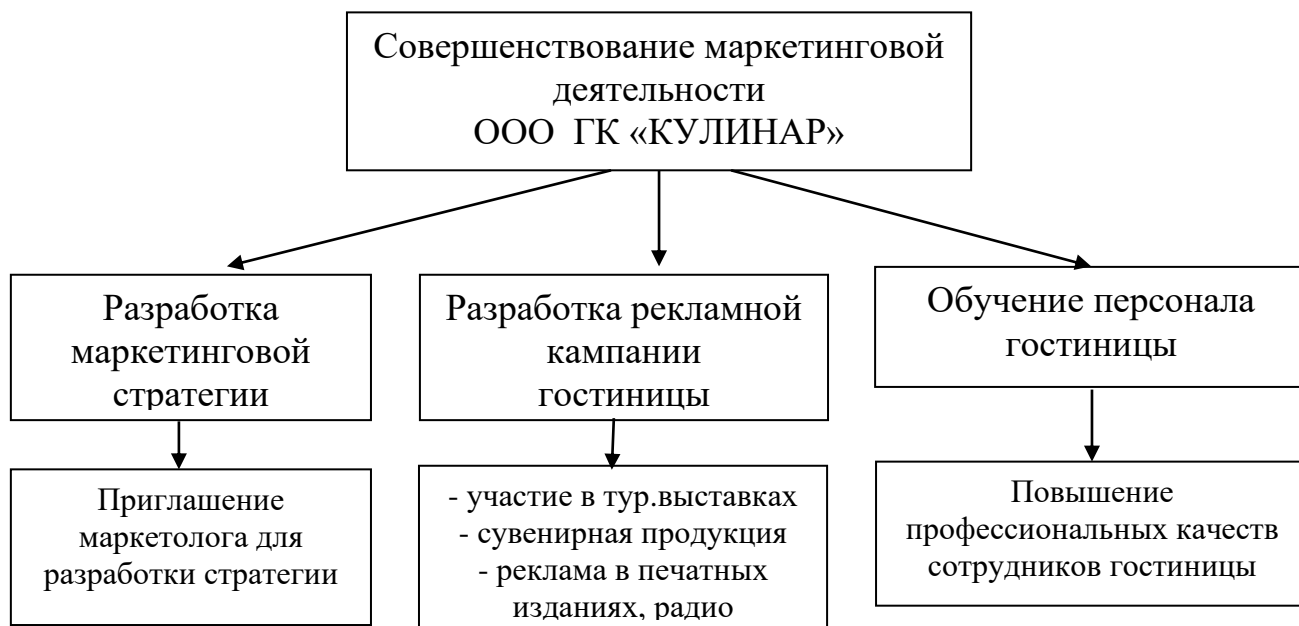 Совершенствование маркетинговой
деятельности
ООО ГК «КУЛИНАР»
Разработка
маркетинговой
стратегии
Разработка рекламной
кампании
гостиницы
Обучение персонала
гостиницы
Приглашение
маркетолога для
разработки стратегии
- участие в тур.выставках
- сувенирная продукция
- реклама в печатных
изданиях, радио
Повышение
профессиональных качеств
сотрудников гостиницы